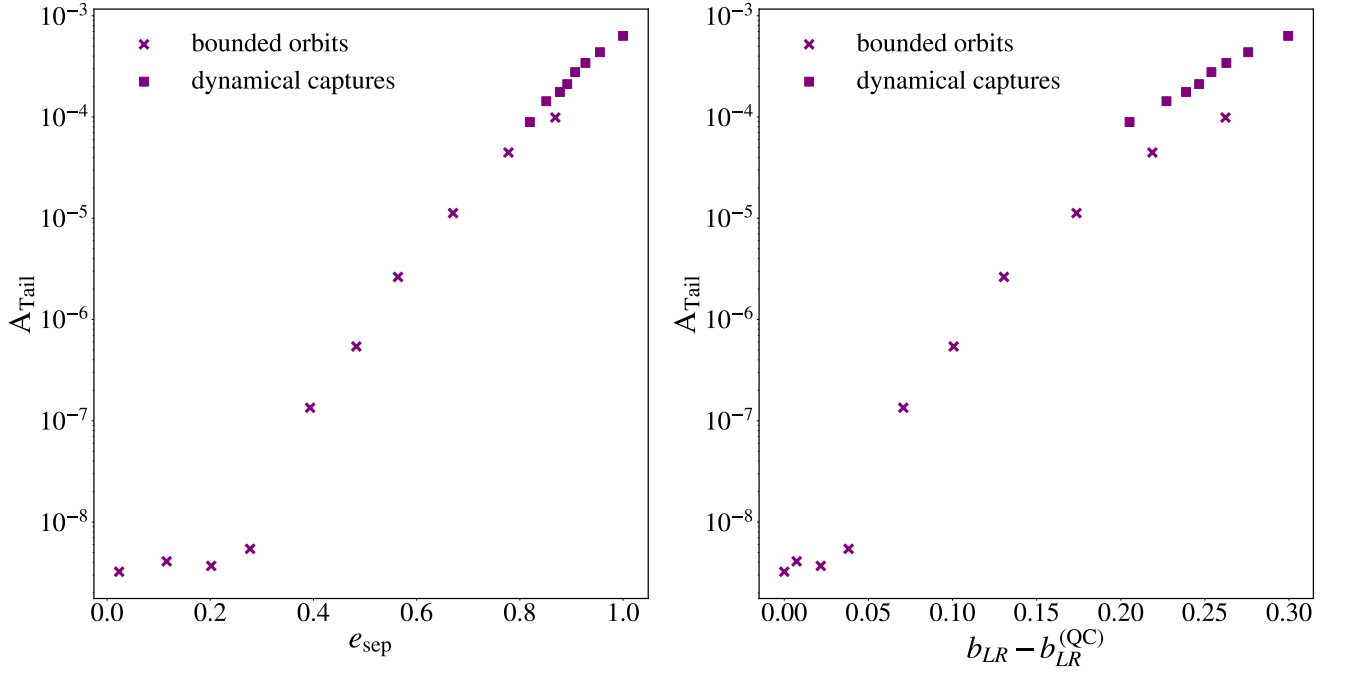 bounded orbits
dynamical captures
10⁻³
10⁻⁴
10⁻⁵
10⁻⁶
10⁻⁷
10⁻⁸
A_Tail
0.0 0.2 0.4 0.6 0.8 1.0
e_sep
bounded orbits
dynamical captures
10⁻³
10⁻⁴
10⁻⁵
10⁻⁶
10⁻⁷
10⁻⁸
A_Tail
0.00 0.05 0.10 0.15 0.20 0.25 0.30
b_LR − b_LR^(QC)